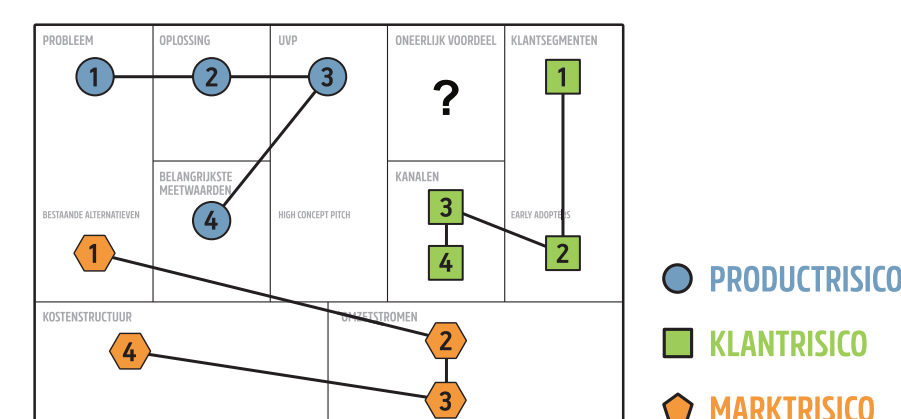 PROBLEEM
1
OPLOSSING
2
UVP
3
ONEERLIJK VOORDEEL
?
KLANTSEGMENTEN
1
BELANGRIJKSTE
MEETWAARDEN
4
KANALEN
3
4
BESTAANDE ALTERNATIEVEN
1
HIGH CONCEPT PITCH
EARLY ADOPTERS
2
KOSTENSTRUCTUUR
4
OMZETSTROMEN
2
3
PRODUCTRISICO
KLANTRISICO
MARKTRISICO